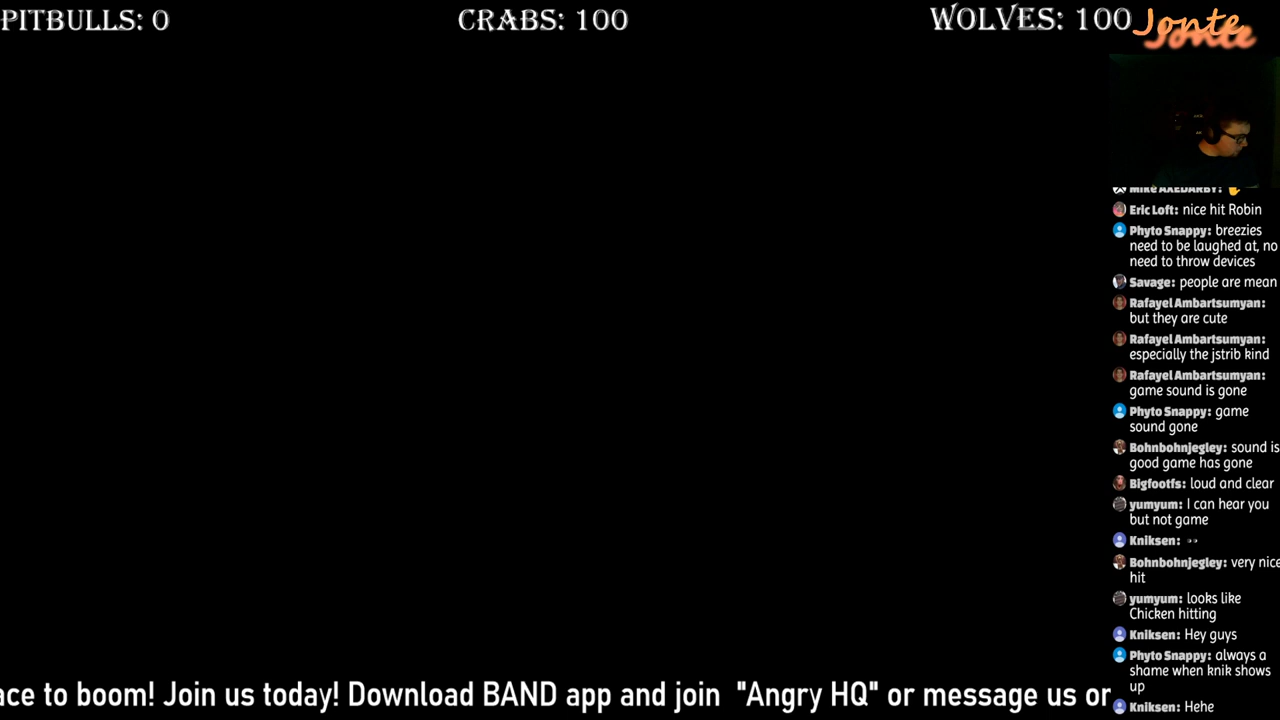 PITBULLS: 0
CRABS: 100
WOLVES: 100
Jonte
Jonte
Mike AXEDARBY:
Eric Loft: nice hit Robin
Phyto Snappy: breezies
need to be laughed at, no
need to throw devices
Savage: people are mean
Rafayel Ambartsumyan:
but they are cute
Rafayel Ambartsumyan:
especially the jstrib kind
Rafayel Ambartsumyan:
game sound is gone
Phyto Snappy: game
sound gone
Bohnbohnjegley: sound is
good game has gone
Bigfootfs: loud and clear
yumyum: I can hear you
but not game
Kniksen:
Bohnbohnjegley: very nice
hit
yumyum: looks like
Chicken hitting
Kniksen: Hey guys
Phyto Snappy: always a
shame when knik shows
up
Kniksen: Hehe
ace to boom! Join us today! Download BAND app and join "Angry HQ" or message us or